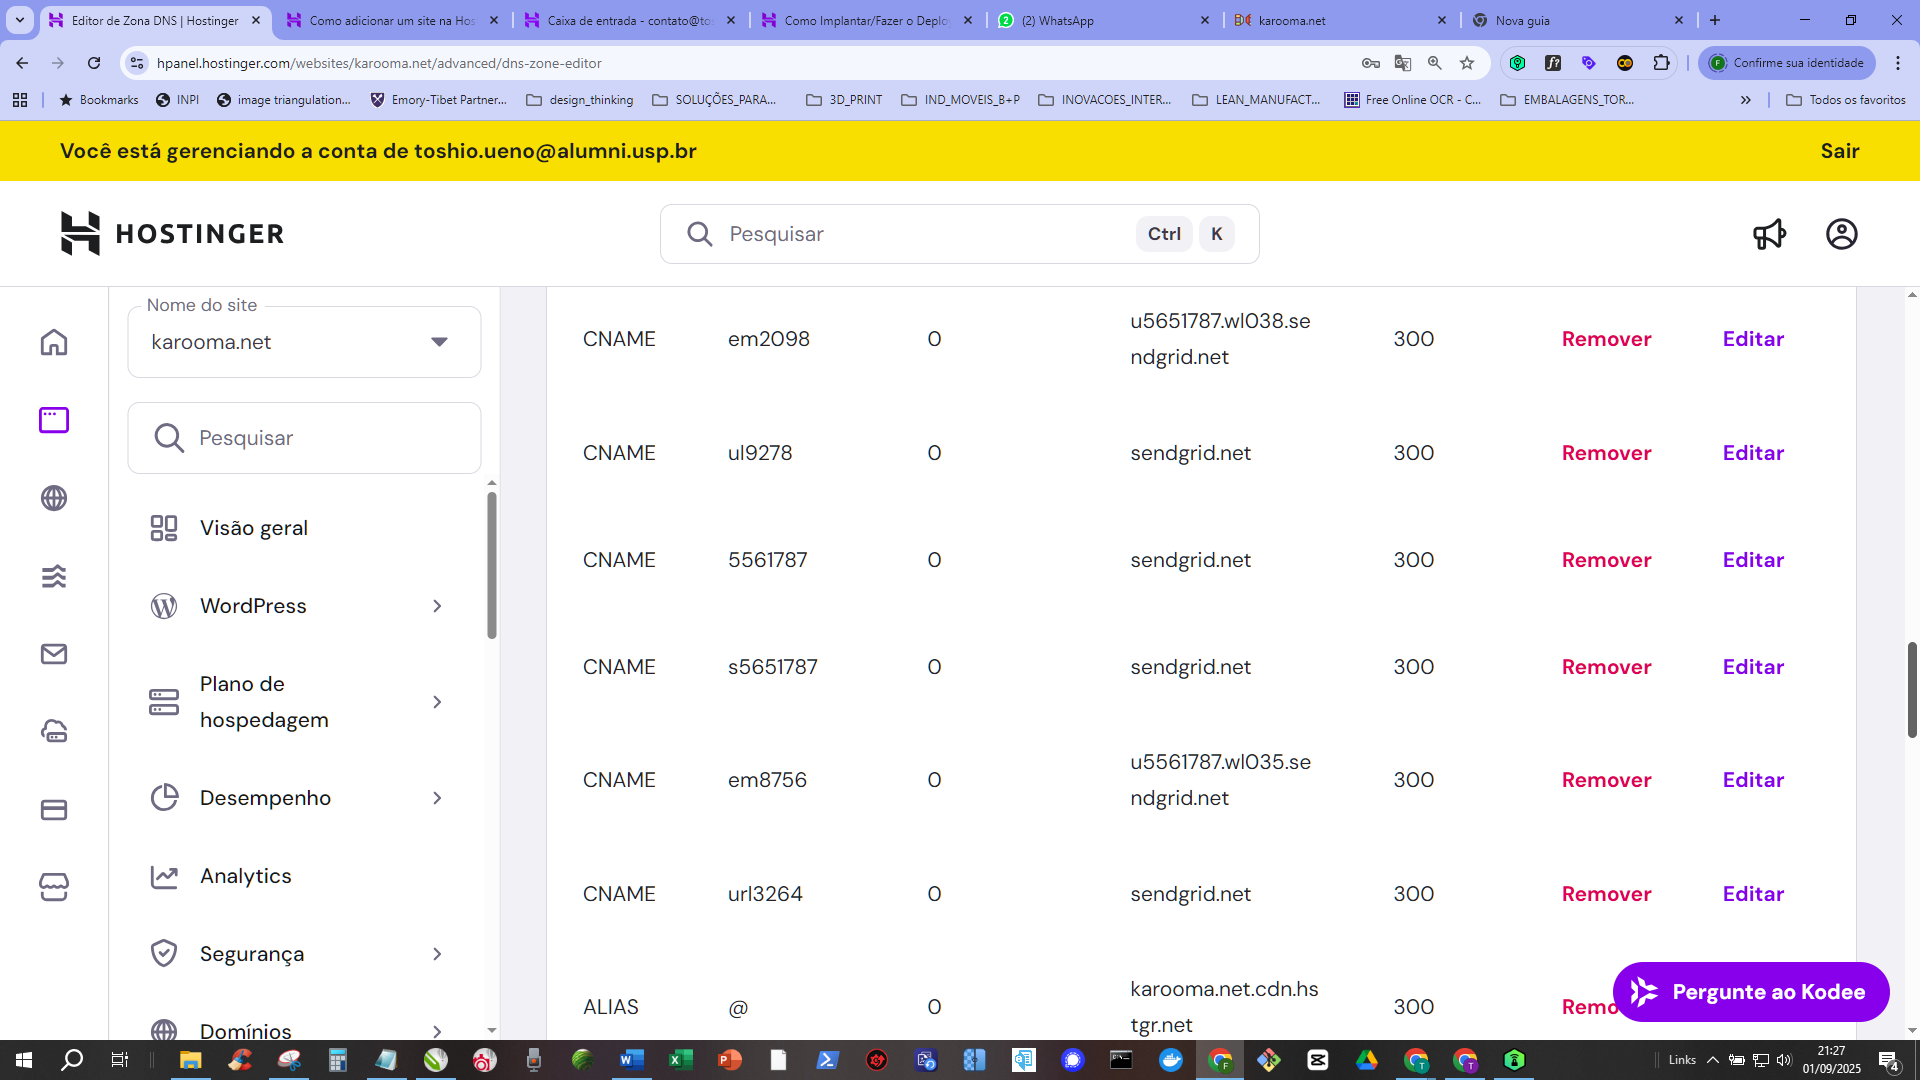 Editor de Zona DNS | Hostinger
Como adicionar um site na Hos
Caixa de entrada - contato@to
Como Implantar/Fazer o Deplo
(2) WhatsApp
karooma.net
Nova guia
hpanel.hostinger.com/websites/karooma.net/advanced/dns-zone-editor
Confirme sua identidade
Bookmarks
INPI
image triangulation...
Emory-Tibet Partner...
design_thinking
SOLUÇÕES_PARA...
3D_PRINT
IND_MOVEIS_B+P
INOVACOES_INTER...
LEAN_MANUFACT...
Free Online OCR - C...
EMBALAGENS_TOR...
Todos os favoritos
Você está gerenciando a conta de toshio.ueno@alumni.usp.br
Sair
HOSTINGER
Pesquisar
Ctrl K
Nome do site
karooma.net
Pesquisar
Visão geral
WordPress
Plano de
hospedagem
Desempenho
Analytics
Segurança
Domínios
CNAME em2098 0 u5651787.wl038.se
ndgrid.net 300 Remover Editar
CNAME ul9278 0 sendgrid.net 300 Remover Editar
CNAME 5561787 0 sendgrid.net 300 Remover Editar
CNAME s5651787 0 sendgrid.net 300 Remover Editar
CNAME em8756 0 u5561787.wl035.se
ndgrid.net 300 Remover Editar
CNAME url3264 0 sendgrid.net 300 Remover Editar
ALIAS @ 0 karooma.net.cdn.hs
tgr.net 300 Remo
Pergunte ao Kodee
Links
21:27
01/09/2025
4